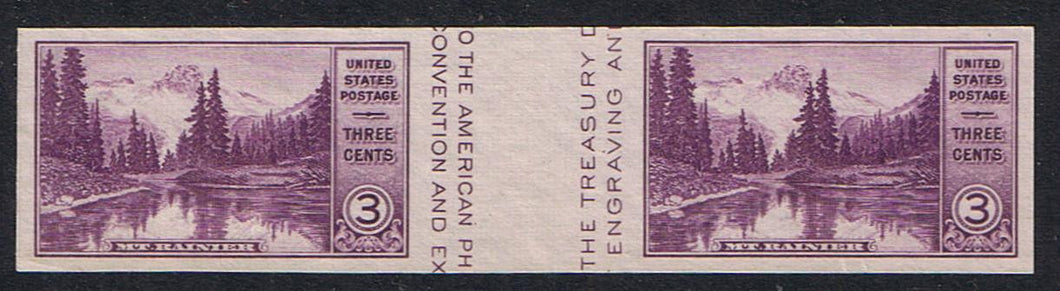 UNITED
STATES
POSTAGE
THREE
CENTS
3
MT. RAINIER
O THE AMERICAN PH
CONVENTION AND EX
THE TREASURY D
ENGRAVING AN
UNITED
STATES
POSTAGE
THREE
CENTS
3
MT. RAINIER